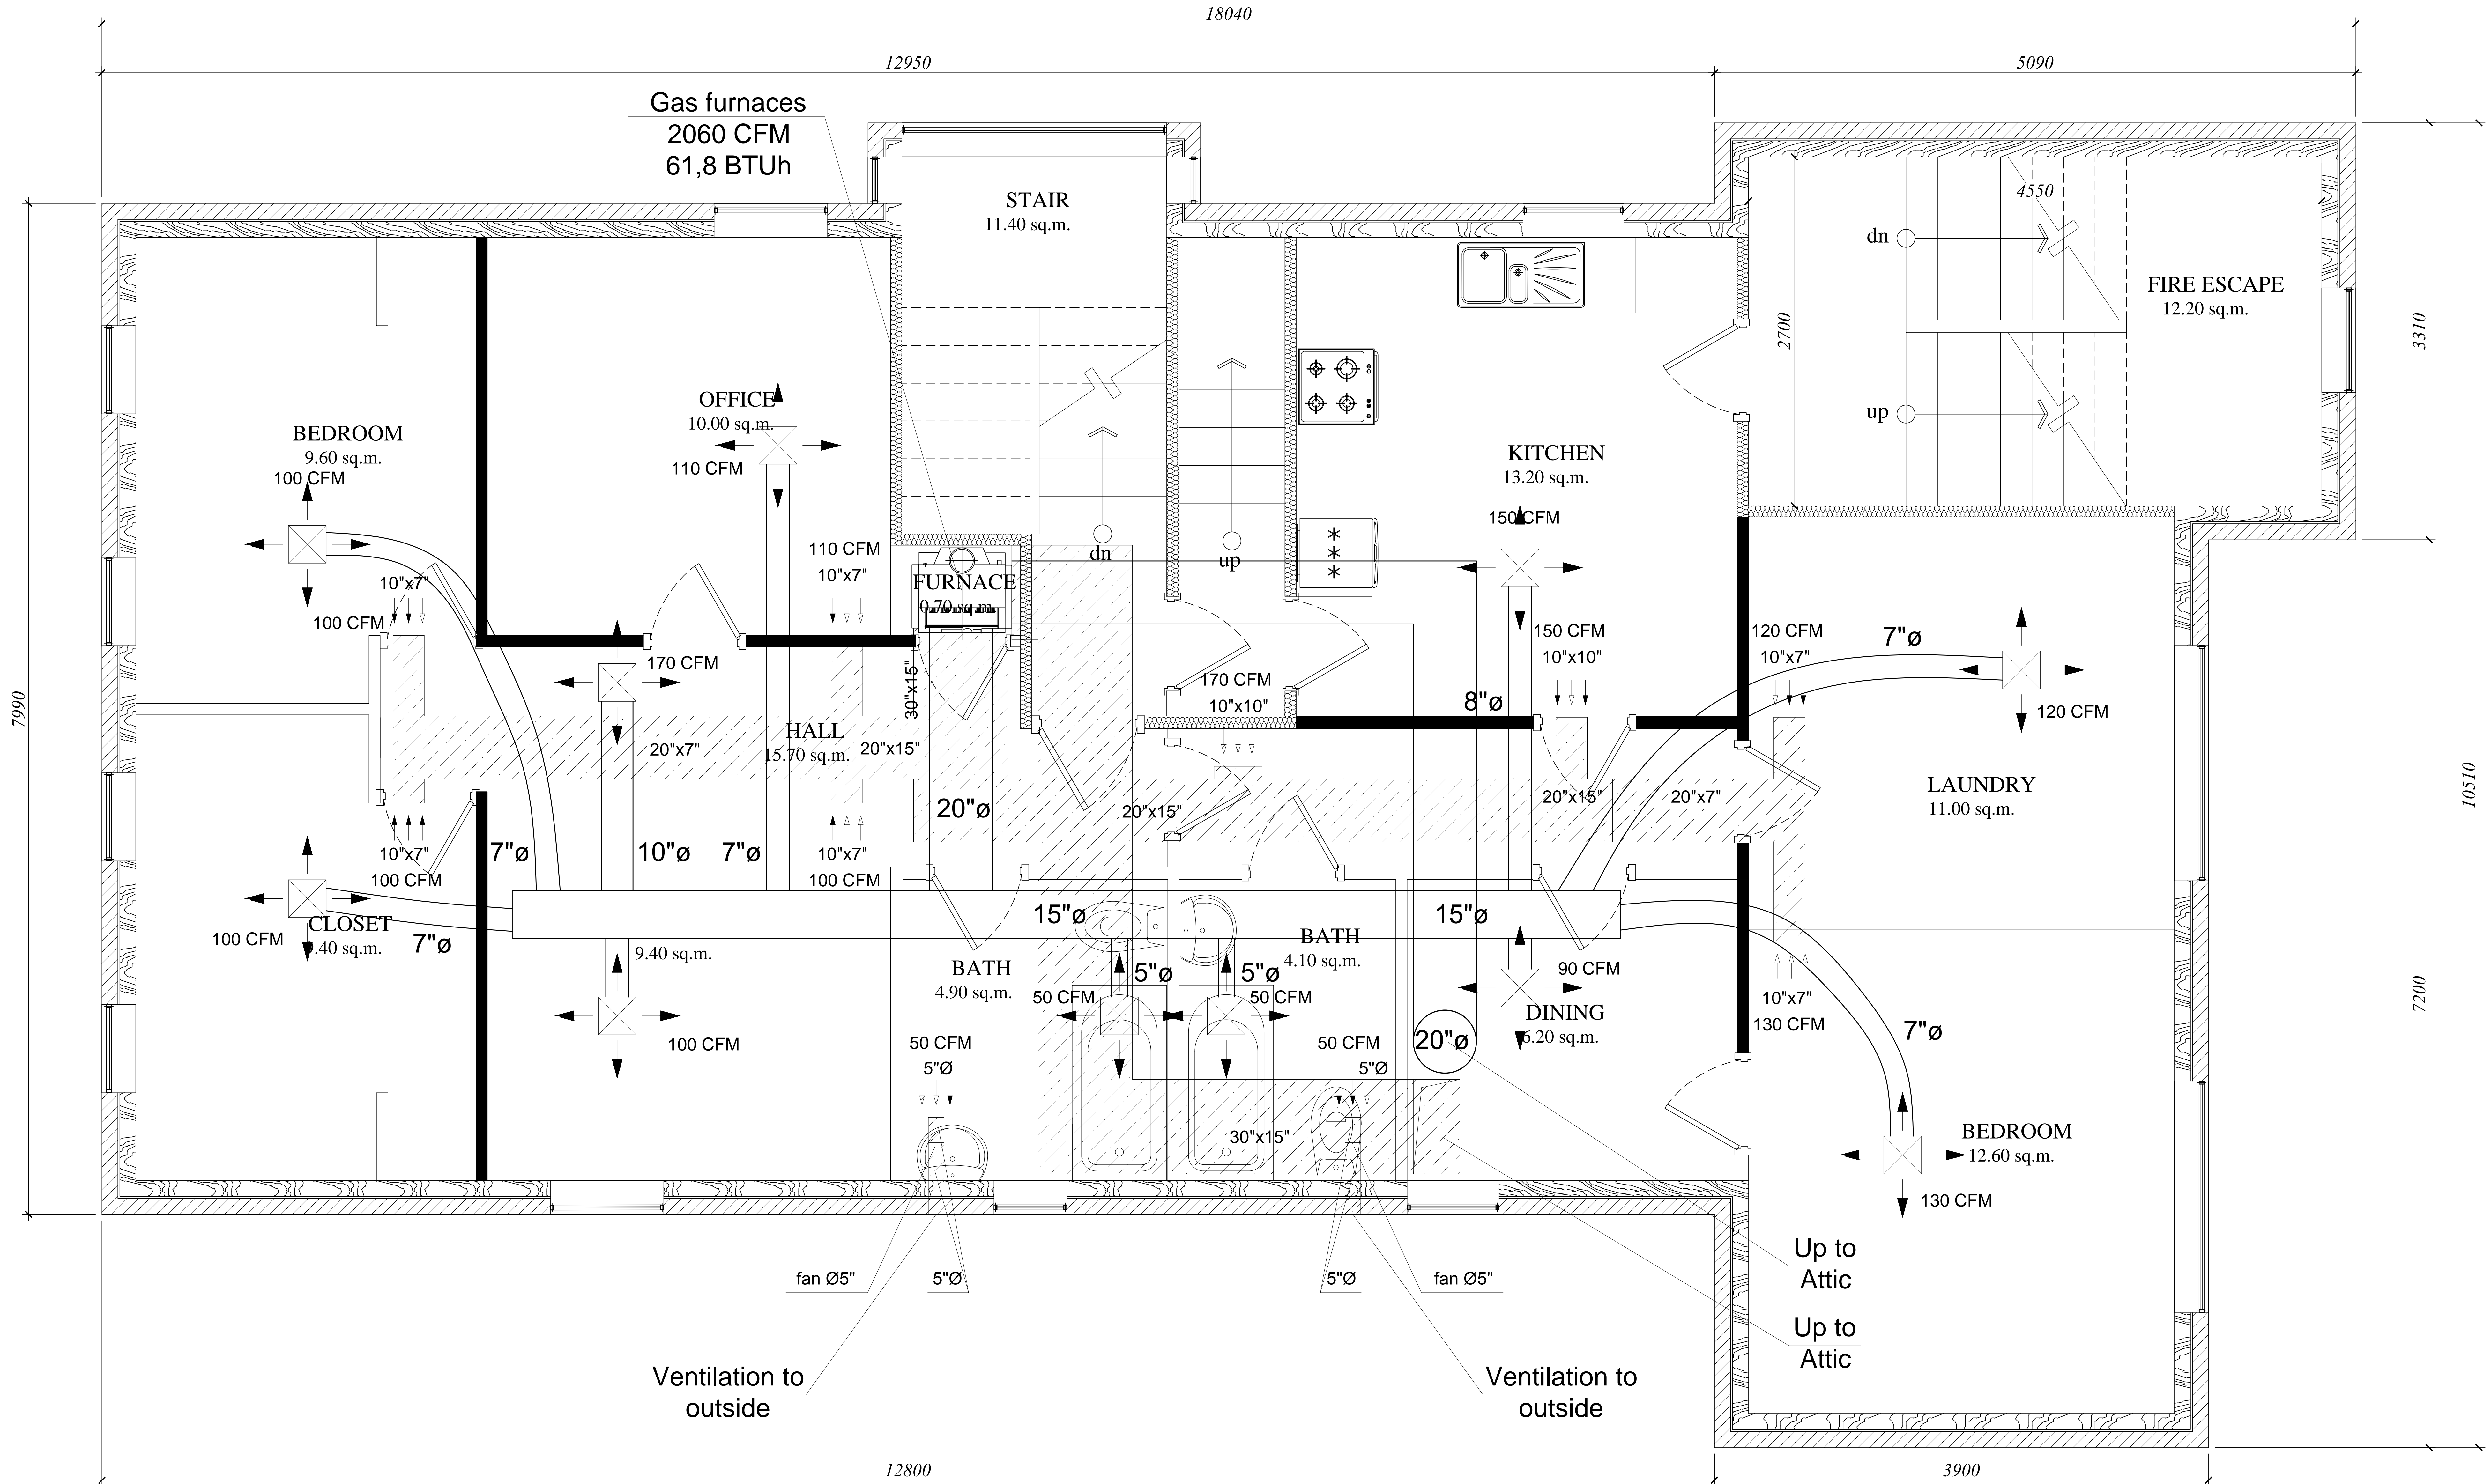 18040
12950
5090
Gas furnaces
2060 CFM
61,8 BTUh
STAIR
11.40 sq.m.
4550
dn
FIRE ESCAPE
12.20 sq.m.
2700
3310
up
OFFICE
10.00 sq.m.
110 CFM
BEDROOM
9.60 sq.m.
100 CFM
KITCHEN
13.20 sq.m.
150 CFM
110 CFM
10"x7"
dn
up
FURNACE
0.70 sq.m.
10"x7"
100 CFM
170 CFM
30"x15"
150 CFM
10"x10"
120 CFM
10"x7"
7"ø
170 CFM
10"x10"
8"ø
120 CFM
7990
HALL
15.70 sq.m.
20"x7"
20"x15"
20"ø
20"x15"
20"x15"
20"x7"
LAUNDRY
11.00 sq.m.
10510
10"x7"
100 CFM
7"ø
10"ø
7"ø
10"x7"
100 CFM
CLOSET
9.40 sq.m.
100 CFM
7"ø
9.40 sq.m.
15"ø
15"ø
BATH
4.90 sq.m.
BATH
4.10 sq.m.
5"ø
5"ø
50 CFM
50 CFM
90 CFM
DINING
6.20 sq.m.
10"x7"
130 CFM
7"ø
7200
100 CFM
50 CFM
5"Ø
50 CFM
5"Ø
20"ø
30"x15"
BEDROOM
12.60 sq.m.
130 CFM
fan Ø5"
5"Ø
5"Ø
fan Ø5"
Up to
Attic
Up to
Attic
Ventilation to
outside
Ventilation to
outside
12800
3900